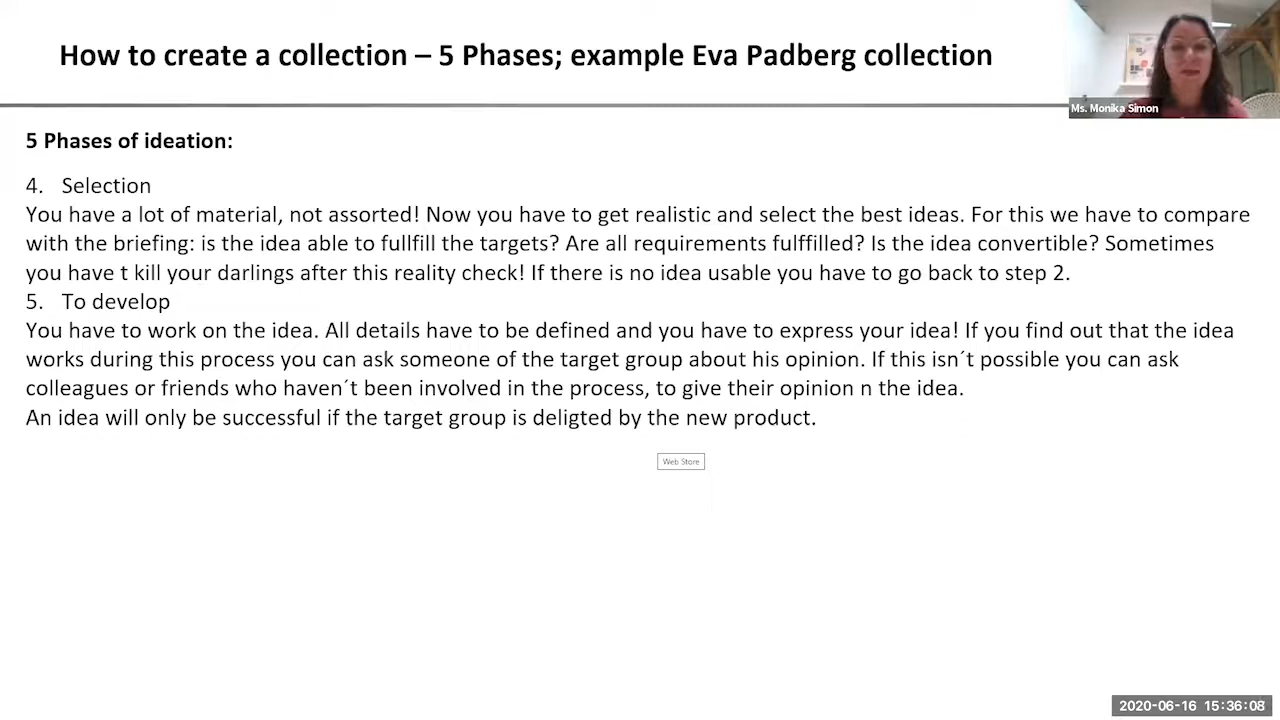 How to create a collection – 5 Phases; example Eva Padberg collection
Ms. Monika Simon
5 Phases of ideation:
4. Selection
You have a lot of material, not assorted! Now you have to get realistic and select the best ideas. For this we have to compare
with the briefing: is the idea able to fullfill the targets? Are all requirements fulffilled? Is the idea convertible? Sometimes
you have t kill your darlings after this reality check! If there is no idea usable you have to go back to step 2.
5. To develop
You have to work on the idea. All details have to be defined and you have to express your idea! If you find out that the idea
works during this process you can ask someone of the target group about his opinion. If this isn´t possible you can ask
colleagues or friends who haven´t been involved in the process, to give their opinion n the idea.
An idea will only be successful if the target group is deligted by the new product.
Web Store
2020-06-16 15:36:08